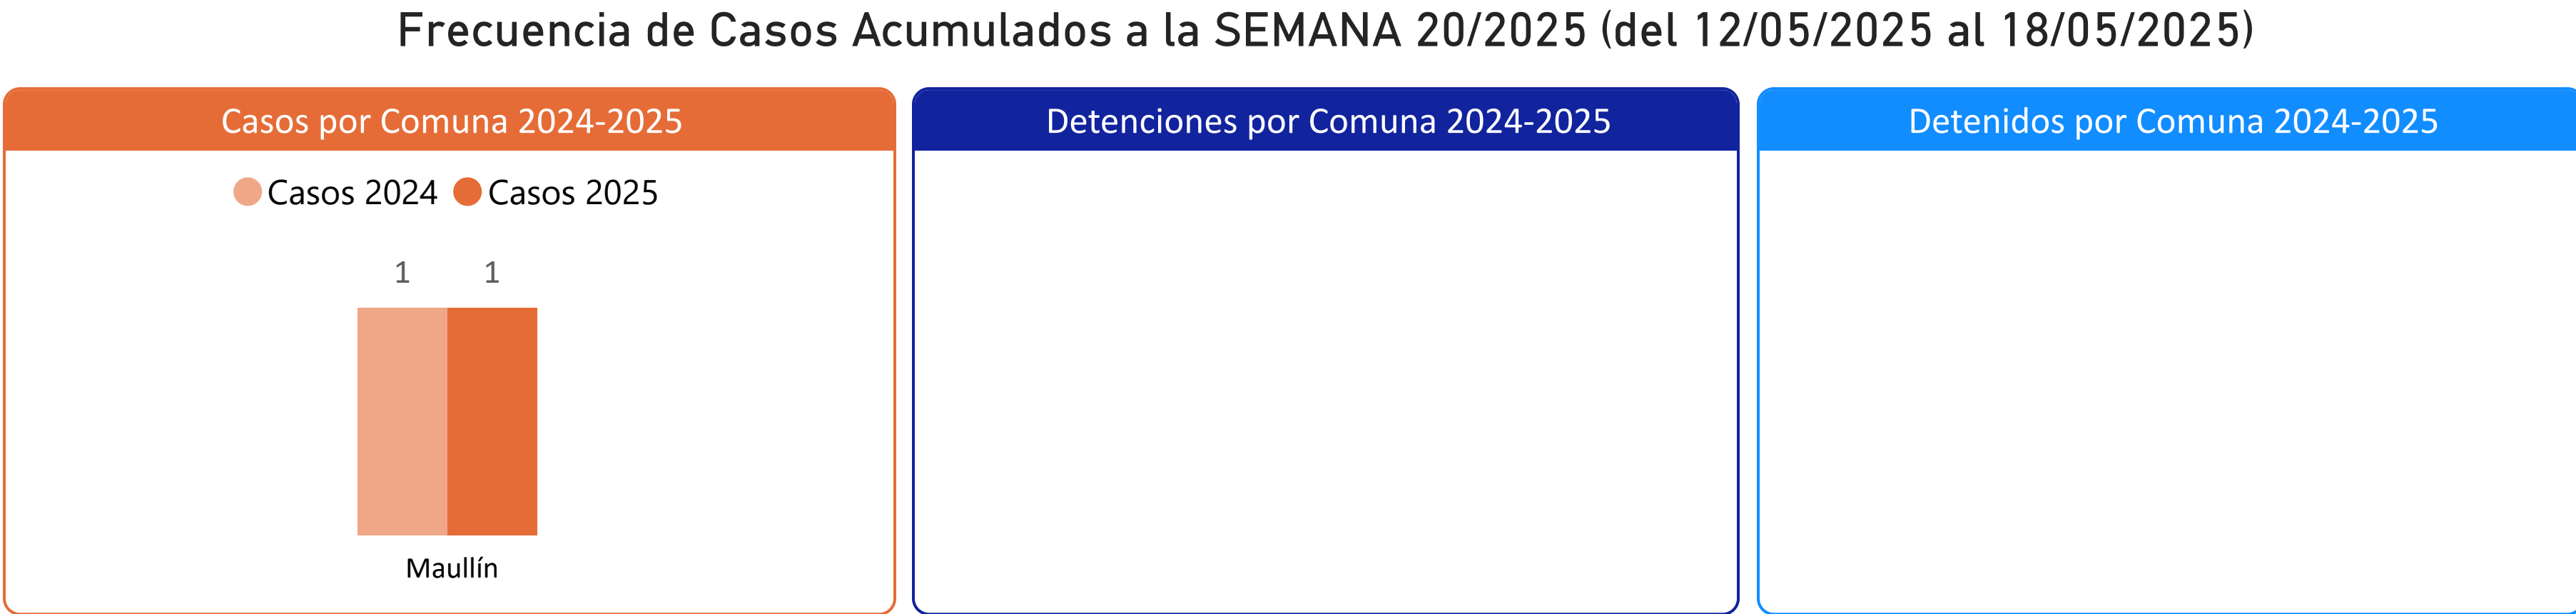 Frecuencia de Casos Acumulados a la SEMANA 20/2025 (del 12/05/2025 al 18/05/2025)
Casos por Comuna 2024-2025
Casos 2024 Casos 2025
1 1
Maullín
Detenciones por Comuna 2024-2025
Detenidos por Comuna 2024-2025